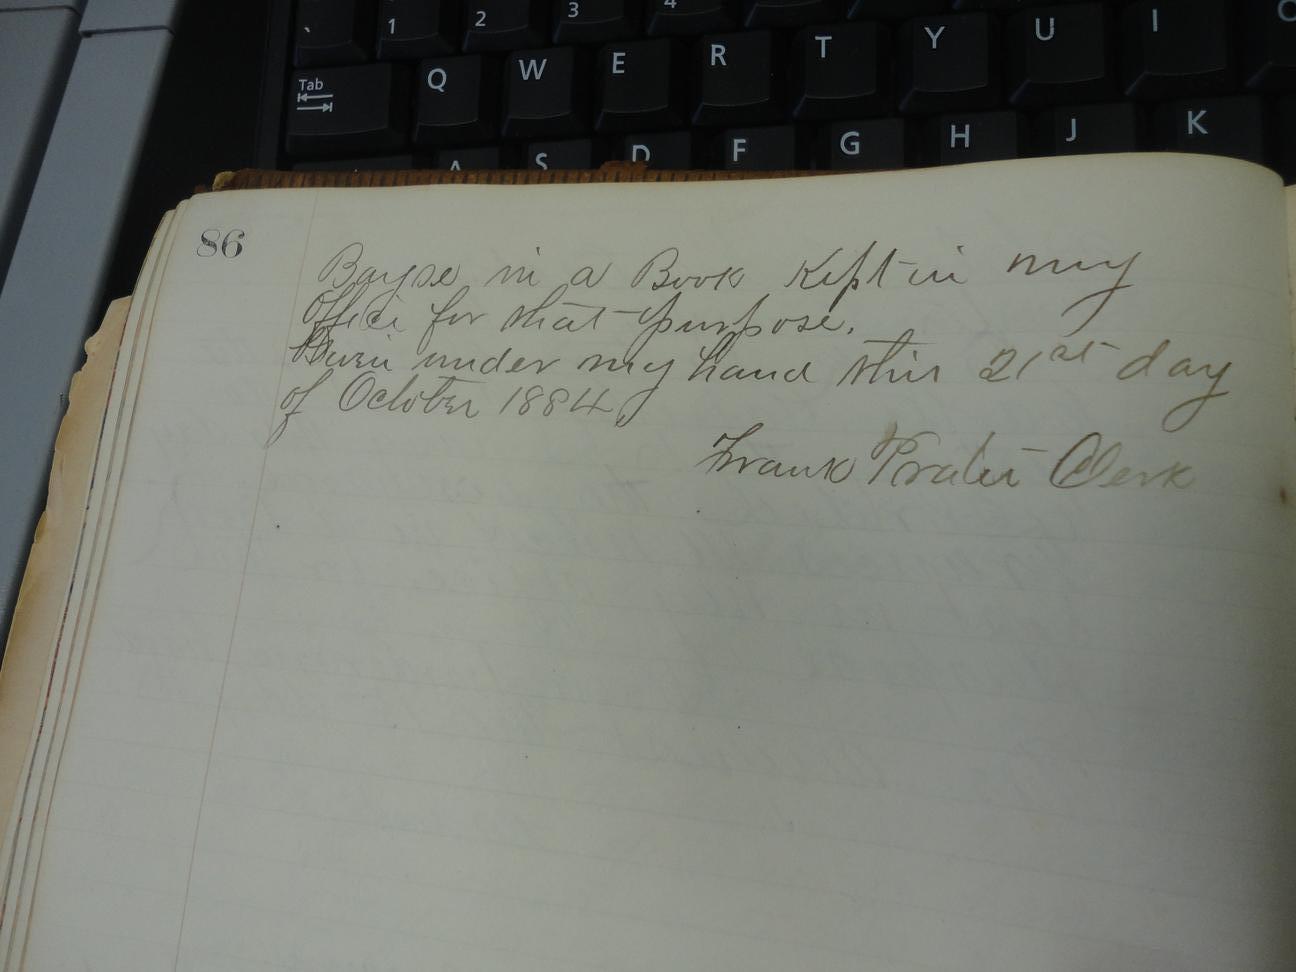 ` 1 2 3 4
Tab Q W E R T Y U I O
A S D F G H J K
86
Bayse in a Book Kept in my
office for that purpose.
Given under my hand this 21st day
of October 1884,
Frank Prater Clerk